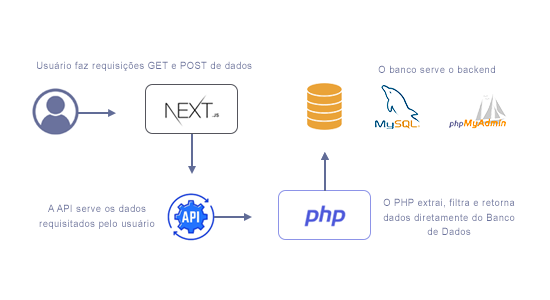 Usuário faz requisições GET e POST de dados
O banco serve o backend
NEXT.JS
MySQL
phpMyAdmin
A API serve os dados
requisitados pelo usuário
API
php
O PHP extrai, filtra e retorna
dados diretamente do Banco
de Dados